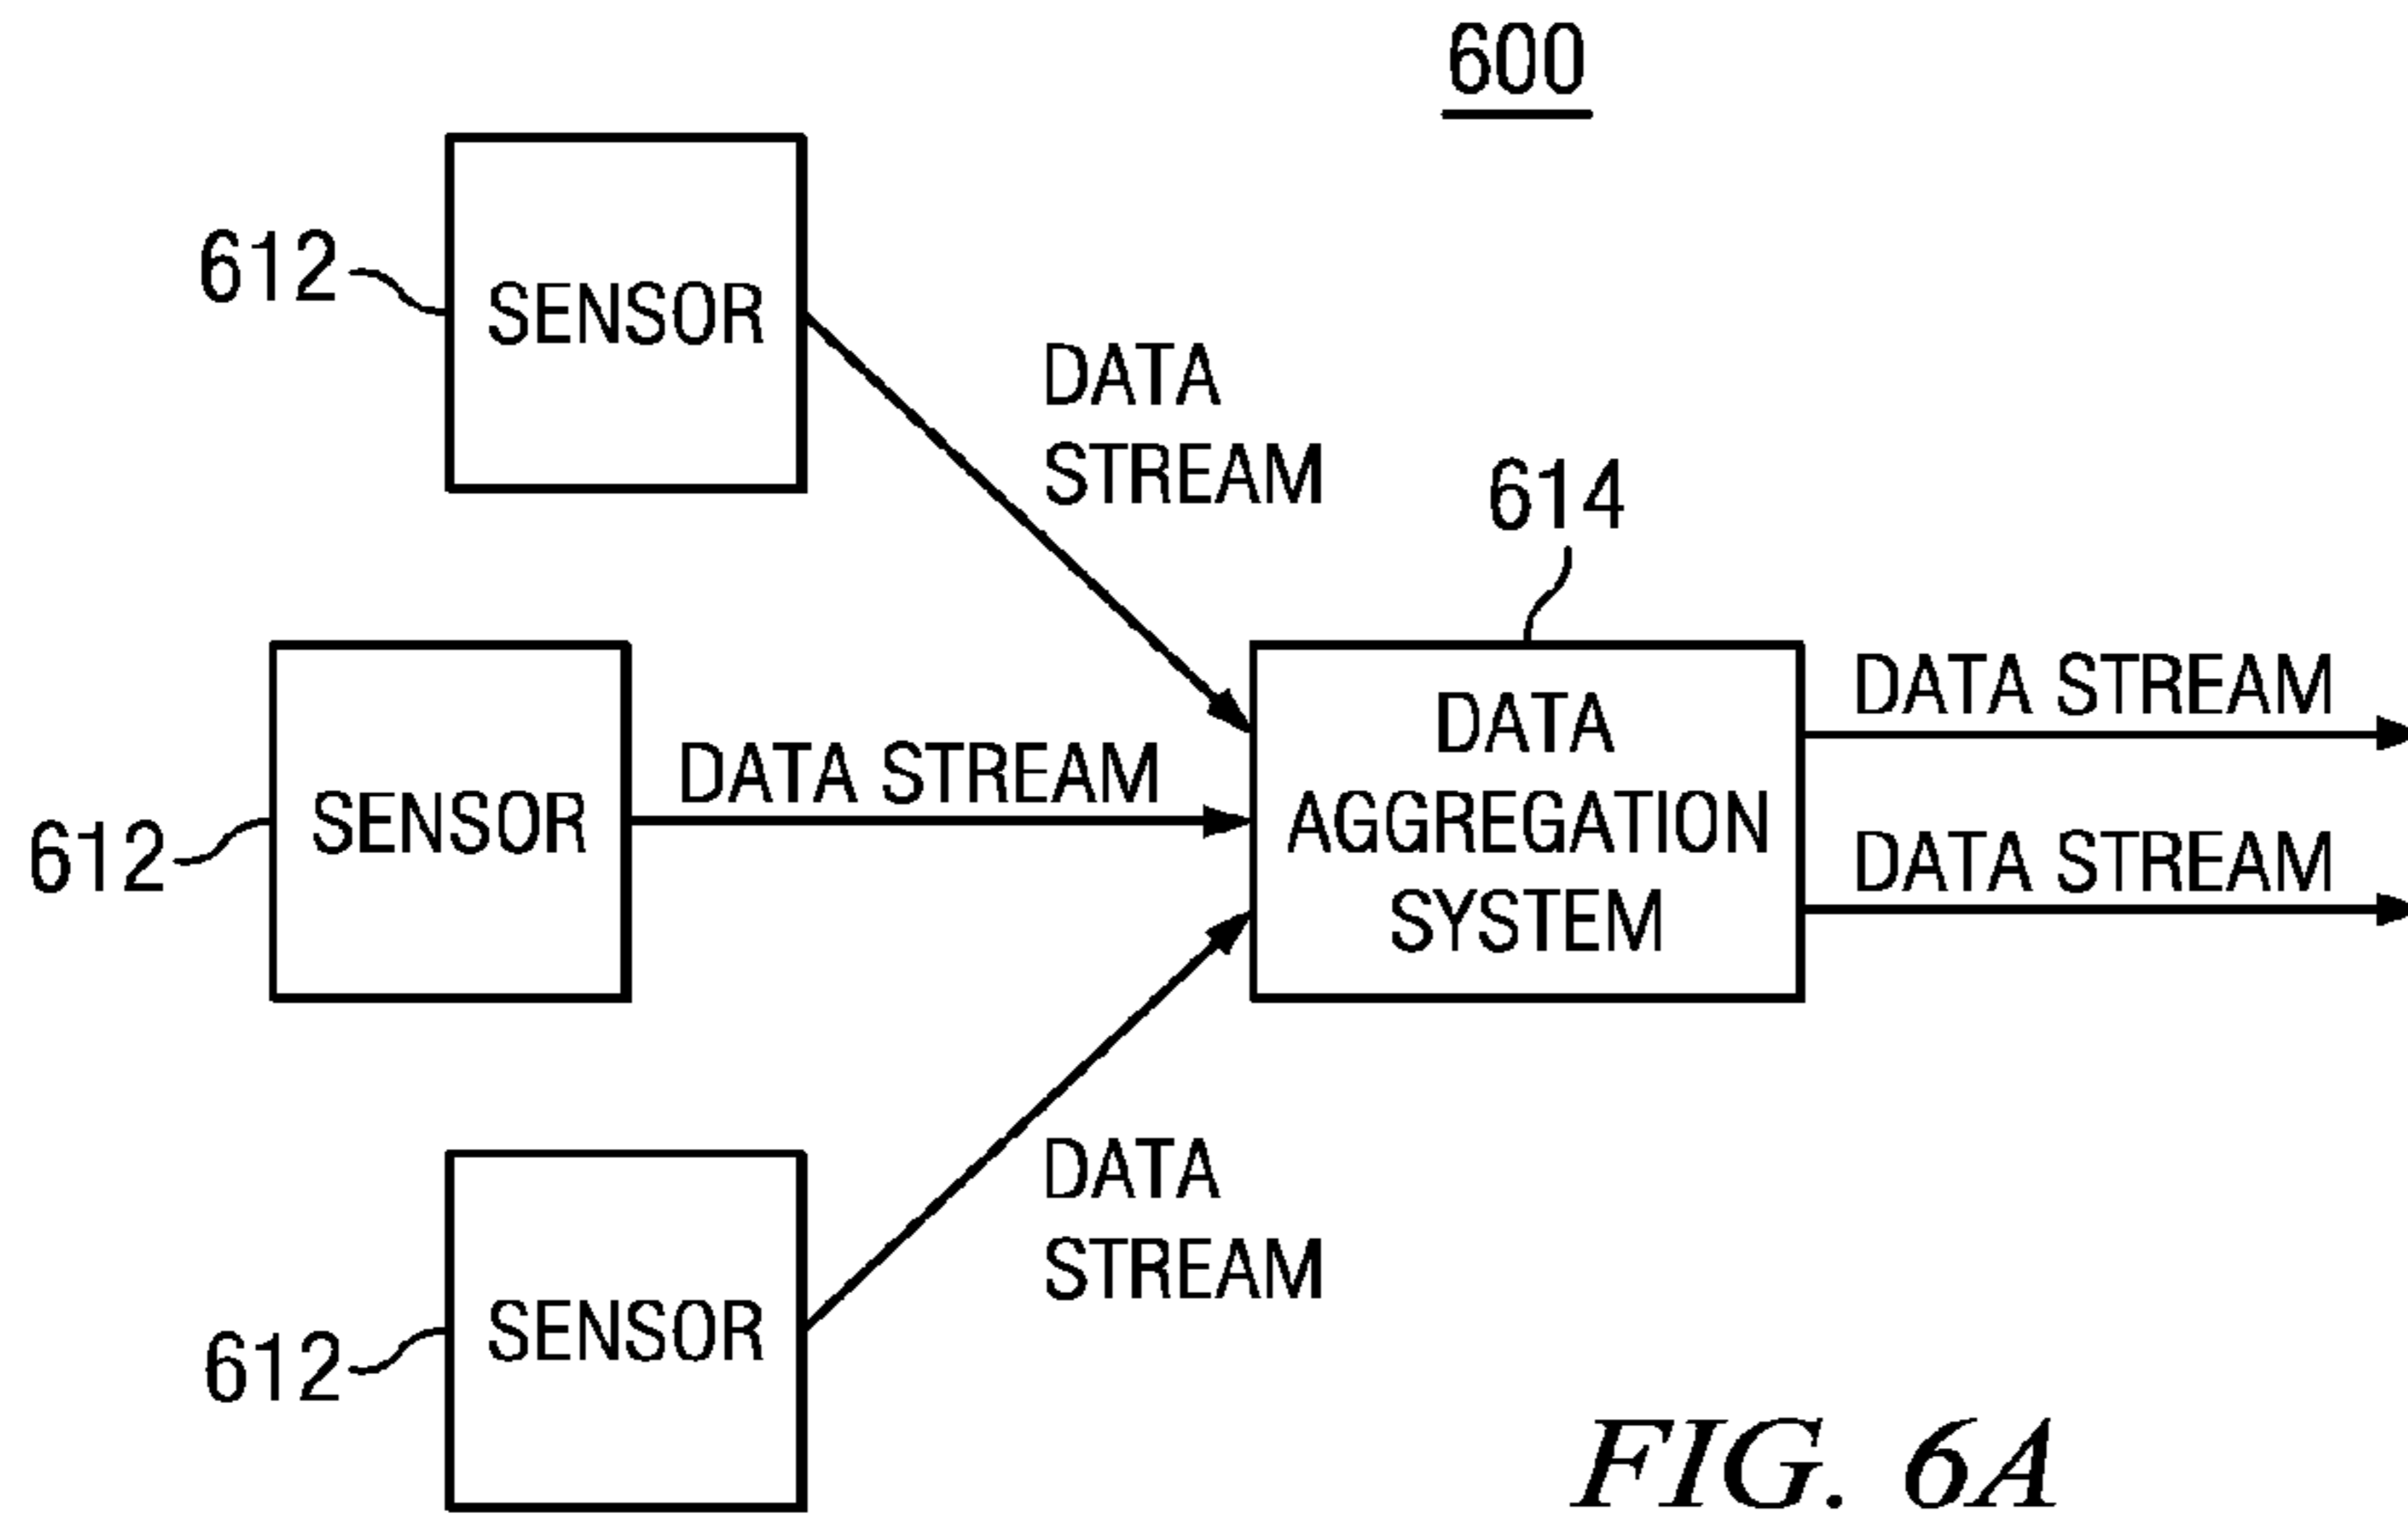 600
612
SENSOR
DATA
STREAM
614
612
SENSOR
DATA STREAM
DATA
AGGREGATION
SYSTEM
DATA STREAM
DATA STREAM
612
SENSOR
DATA
STREAM
FIG. 6A